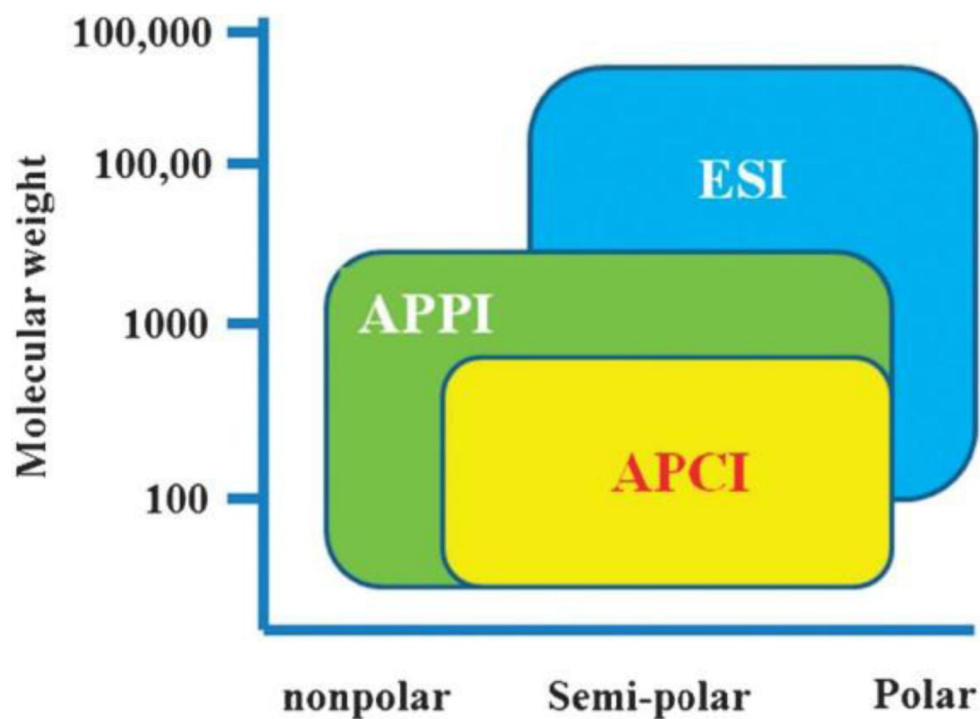 Molecular weight
100,000
100,00
1000
100
ESI
APPI
APCI
nonpolar
Semi-polar
Polar